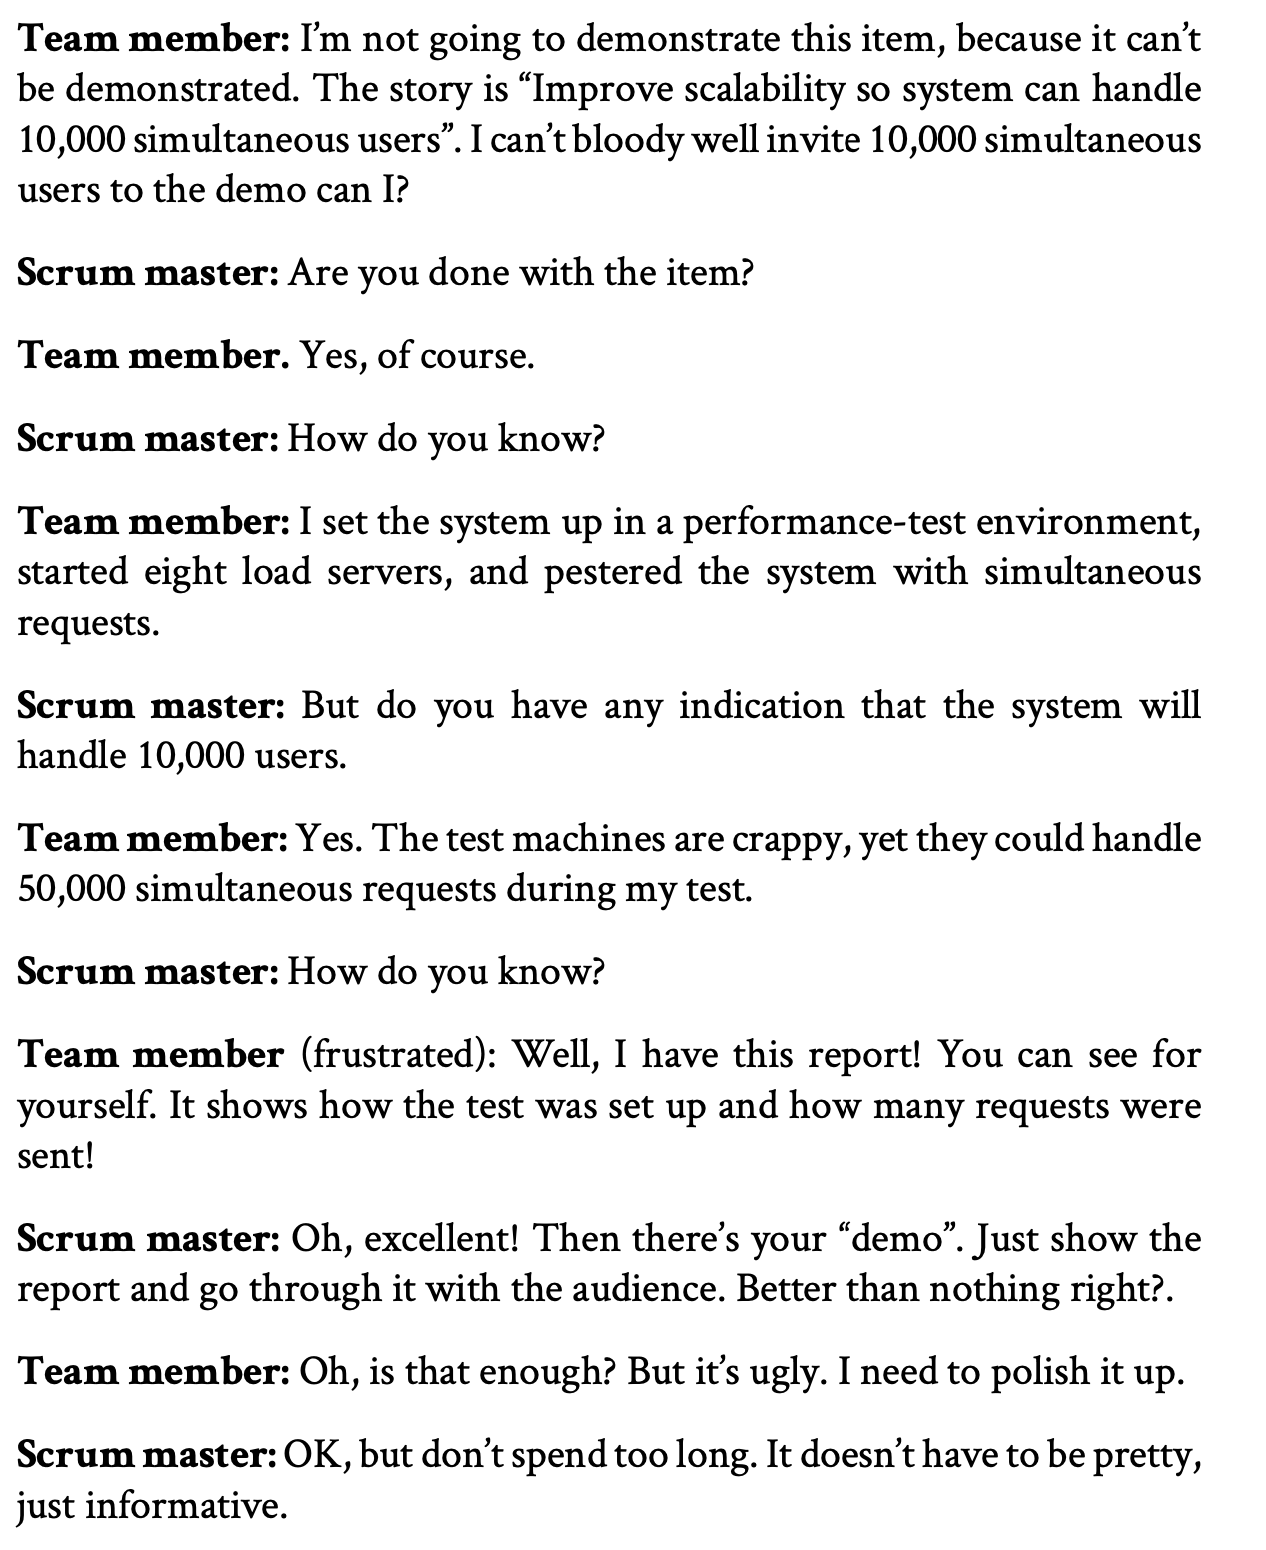 Team member: I’m not going to demonstrate this item, because it can’t
be demonstrated. The story is “Improve scalability so system can handle
10,000 simultaneous users”. I can’t bloody well invite 10,000 simultaneous
users to the demo can I?
Scrum master: Are you done with the item?
Team member. Yes, of course.
Scrum master: How do you know?
Team member: I set the system up in a performance-test environment,
started eight load servers, and pestered the system with simultaneous
requests.
Scrum master: But do you have any indication that the system will
handle 10,000 users.
Team member: Yes. The test machines are crappy, yet they could handle
50,000 simultaneous requests during my test.
Scrum master: How do you know?
Team member (frustrated): Well, I have this report! You can see for
yourself. It shows how the test was set up and how many requests were
sent!
Scrum master: Oh, excellent! Then there’s your “demo”. Just show the
report and go through it with the audience. Better than nothing right?.
Team member: Oh, is that enough? But it’s ugly. I need to polish it up.
Scrum master: OK, but don’t spend too long. It doesn’t have to be pretty,
just informative.